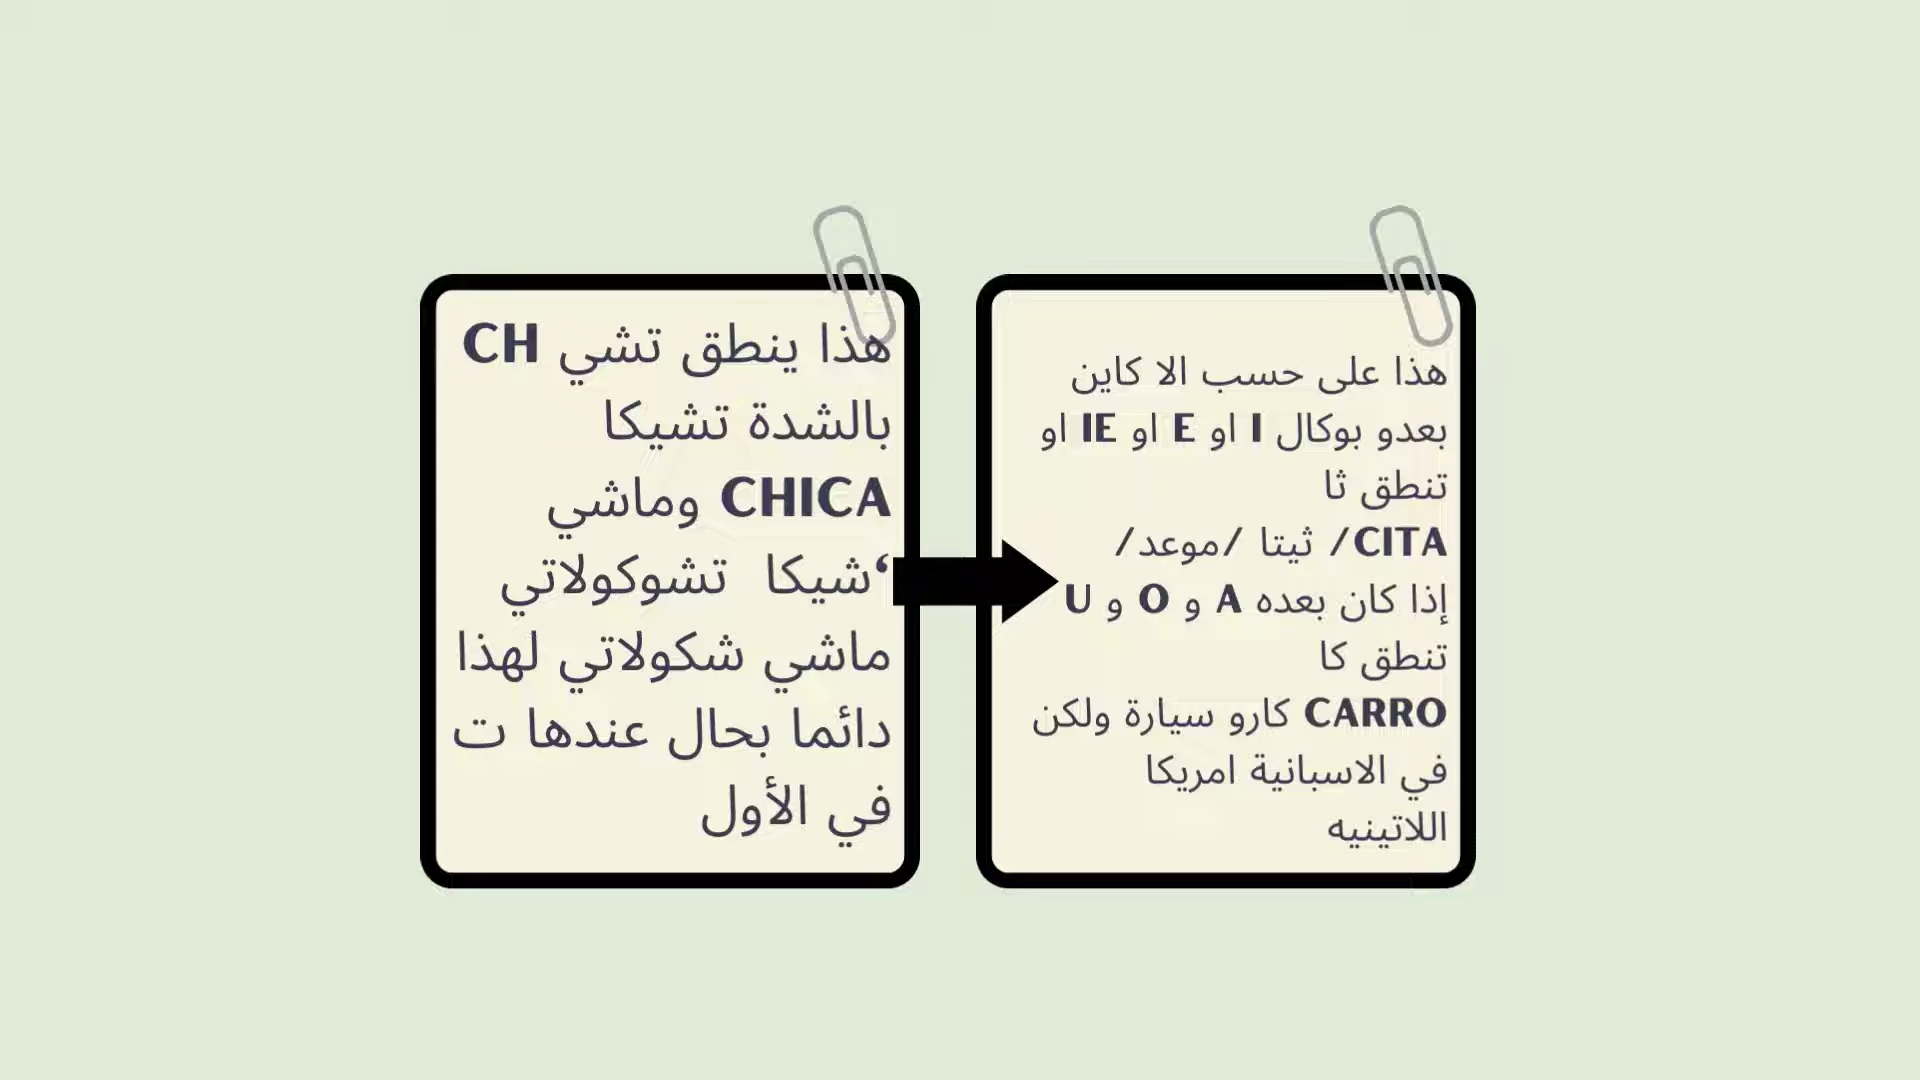 هذا ينطق تشي CH
بالشدة تشيكا
CHICA وماشي
‘شيكا تشوكولاتي
ماشي شكولاتي لهذا
دائما بحال عندها ت
في الأول
هذا على حسب الا كاين
بعدو بوكال I او E او IE او
تنطق ثا
CITA/ ثيتا /موعد/
إذا كان بعده A و O و U
تنطق كا
CARRO كارو سيارة ولكن
في الاسبانية امريكا
اللاتينيه